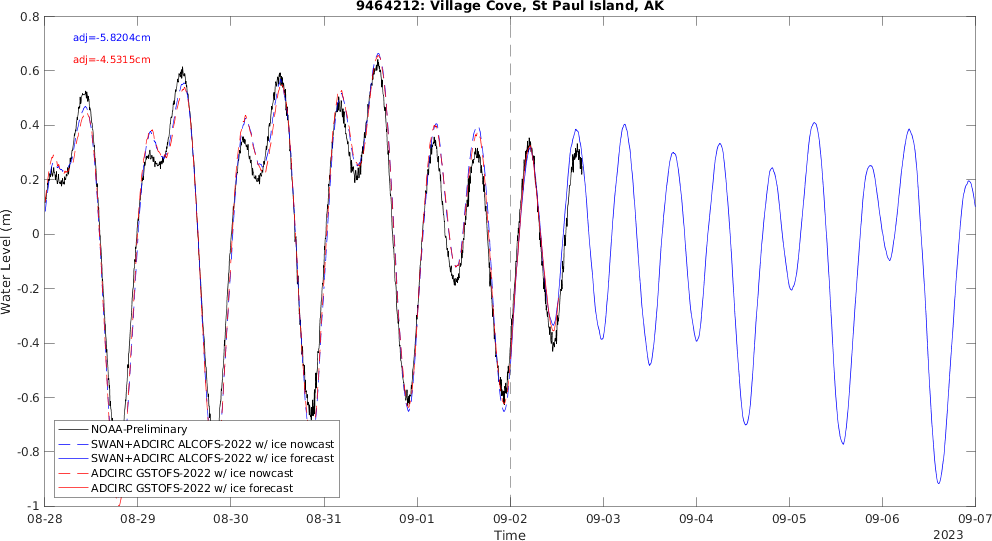 9464212: Village Cove, St Paul Island, AK
adj=-5.8204cm
adj=-4.5315cm
Water Level (m)
0.8
0.6
0.4
0.2
0
-0.2
-0.4
-0.6
-0.8
-1
NOAA-Preliminary
SWAN+ADCIRC ALCOFS-2022 w/ ice nowcast
SWAN+ADCIRC ALCOFS-2022 w/ ice forecast
ADCIRC GSTOFS-2022 w/ ice nowcast
ADCIRC GSTOFS-2022 w/ ice forecast
08-28 08-29 08-30 08-31 09-01 09-02 09-03 09-04 09-05 09-06 09-07
Time
2023